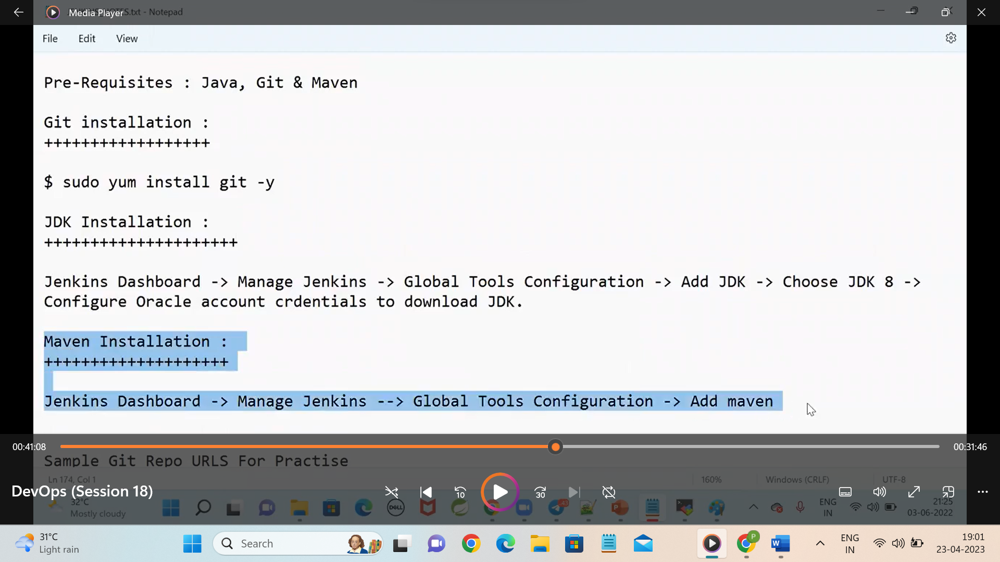 JENKINS_NOTES.txt - Notepad
Media Player
File Edit View
Pre-Requisites : Java, Git & Maven
Git installation :
++++++++++++++++++
$ sudo yum install git -y
JDK Installation :
+++++++++++++++++++++
Jenkins Dashboard -> Manage Jenkins -> Global Tools Configuration -> Add JDK -> Choose JDK 8 ->
Configure Oracle account crdentials to download JDK.
Maven Installation :
++++++++++++++++++++
Jenkins Dashboard -> Manage Jenkins --> Global Tools Configuration -> Add maven
00:41:08 00:31:46
Sample Git Repo URLS For Practise
Ln 174, Col 1 160% Windows (CRLF) UTF-8
DevOps (Session 18) 10 30
32°C
Mostly cloudy
DELL
43
ENG
IN
21:25
03-06-2022
31°C
Light rain
Search
P
W
ENG
IN
19:01
23-04-2023